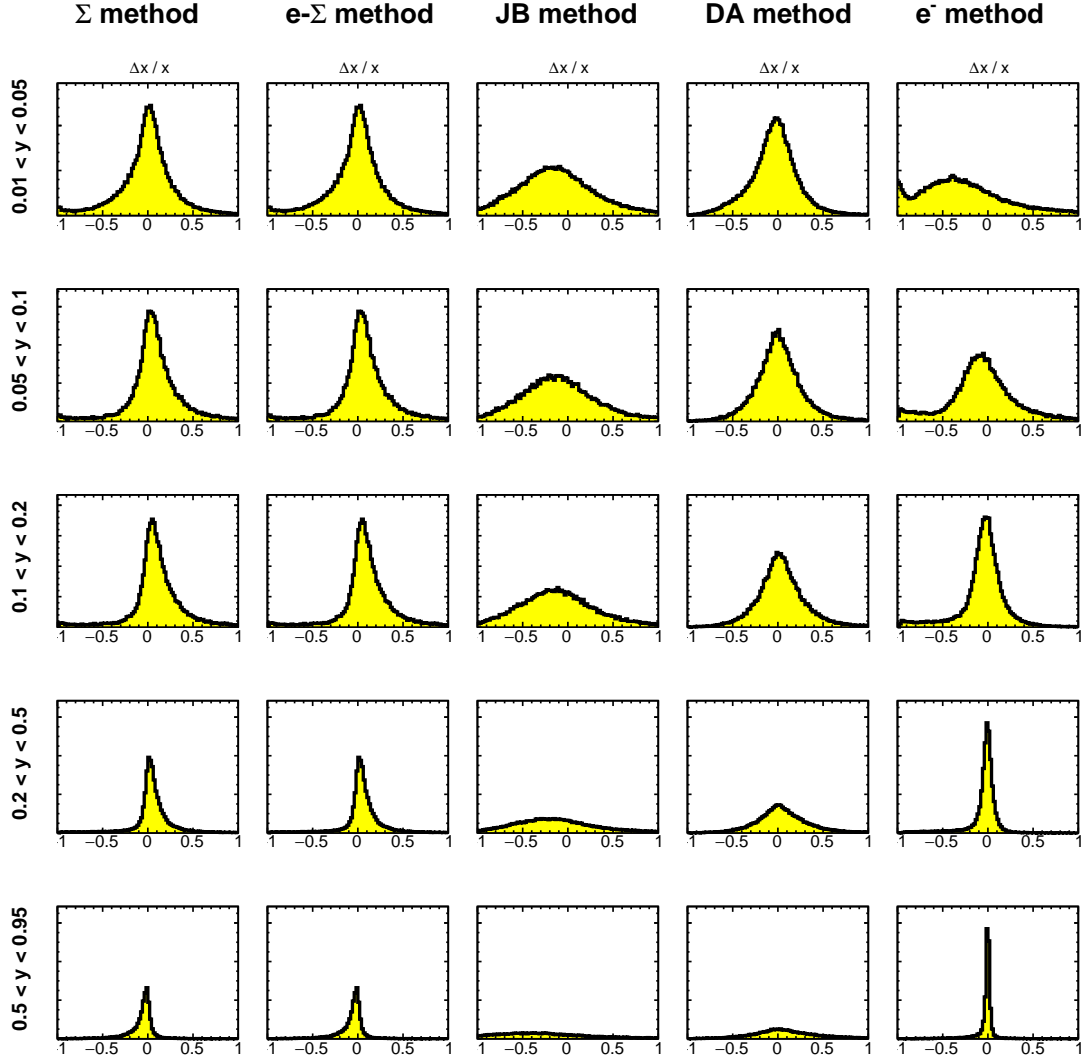 Σ method e-Σ method JB method DA method e⁻ method
Δx / x Δx / x Δx / x Δx / x Δx / x
0.01 < y < 0.05
1 −0.5 0 0.5 1 1 −0.5 0 0.5 1 1 −0.5 0 0.5 1 1 −0.5 0 0.5 1 1 −0.5 0 0.5 1
0.05 < y < 0.1
1 −0.5 0 0.5 1 1 −0.5 0 0.5 1 1 −0.5 0 0.5 1 1 −0.5 0 0.5 1 1 −0.5 0 0.5 1
0.1 < y < 0.2
1 −0.5 0 0.5 1 1 −0.5 0 0.5 1 1 −0.5 0 0.5 1 1 −0.5 0 0.5 1 1 −0.5 0 0.5 1
0.2 < y < 0.5
1 −0.5 0 0.5 1 1 −0.5 0 0.5 1 1 −0.5 0 0.5 1 1 −0.5 0 0.5 1 1 −0.5 0 0.5 1
0.5 < y < 0.95
1 −0.5 0 0.5 1 1 −0.5 0 0.5 1 1 −0.5 0 0.5 1 1 −0.5 0 0.5 1 1 −0.5 0 0.5 1